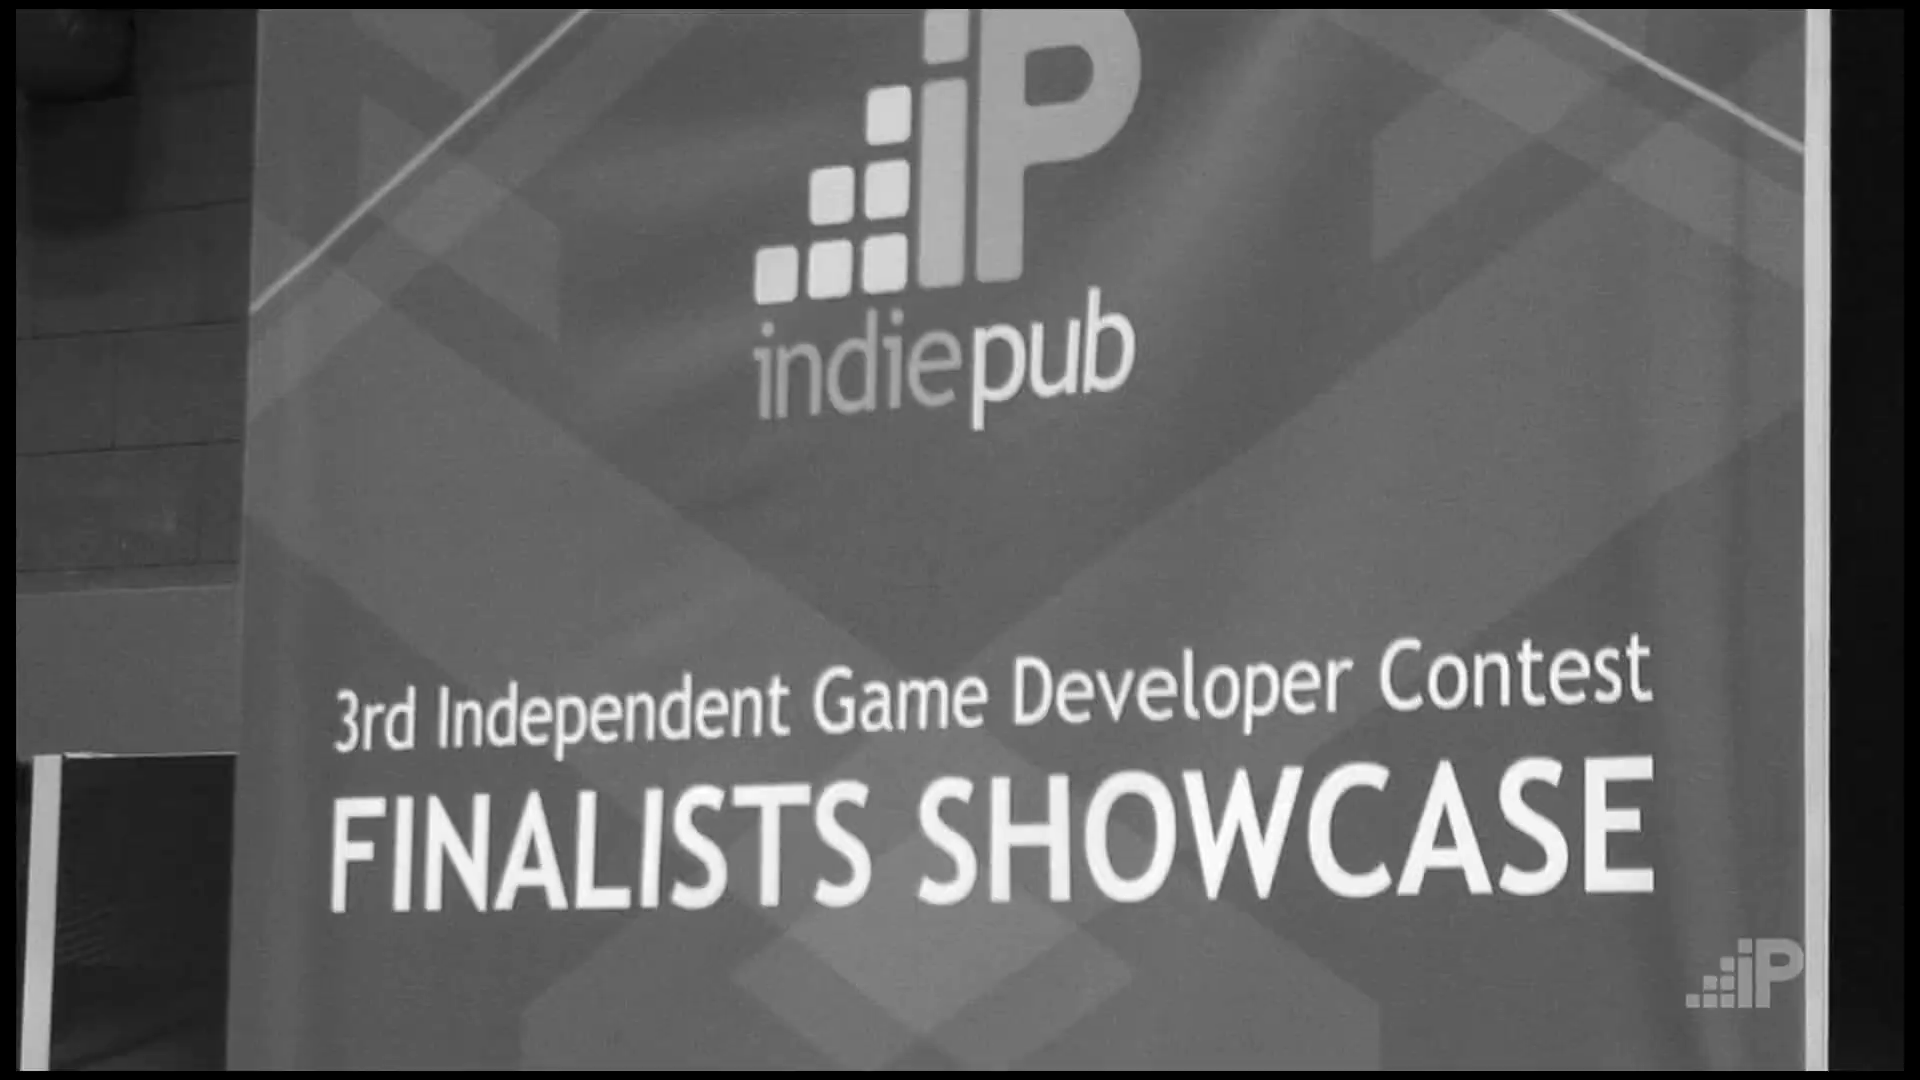 iP
indiepub
3rd Independent Game Developer Contest
FINALISTS SHOWCASE
iP